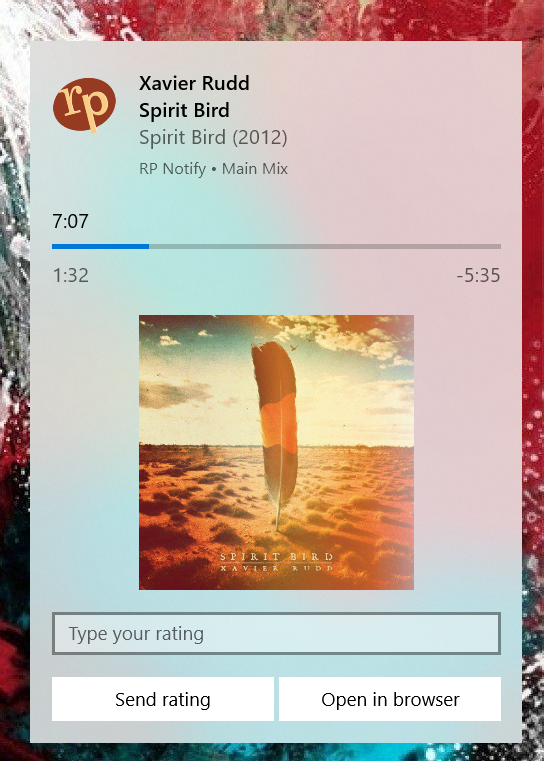 rp
Xavier Rudd
Spirit Bird
Spirit Bird (2012)
RP Notify • Main Mix
7:07
1:32
-5:35
SPIRIT BIRD
XAVIER RUDD
Type your rating
Send rating
Open in browser